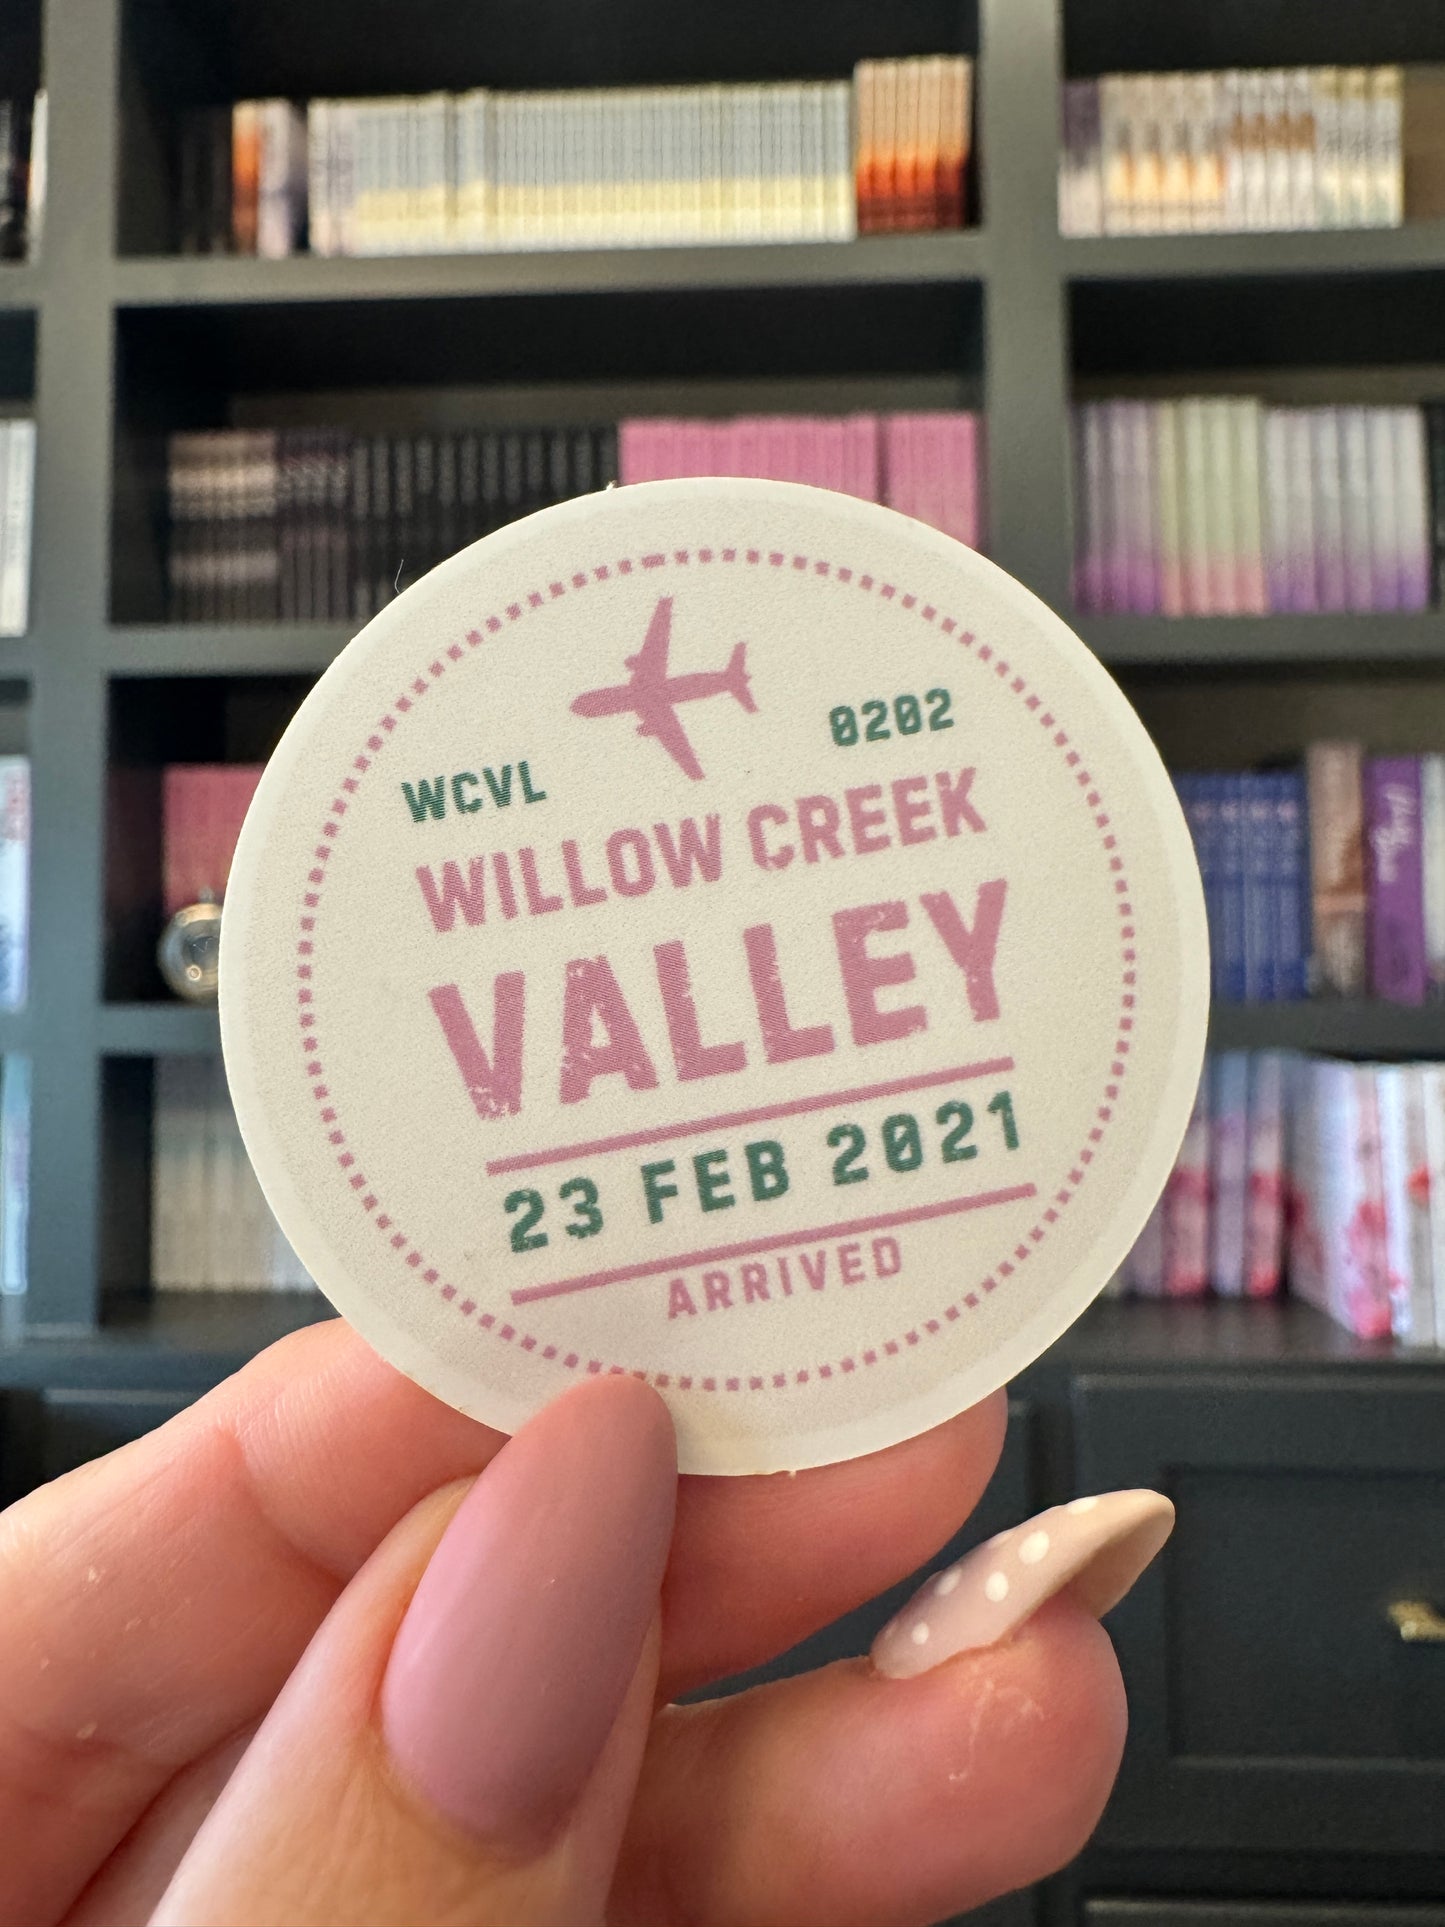 WCVL
0202
WILLOW CREEK
VALLEY
23 FEB 2021
ARRIVED